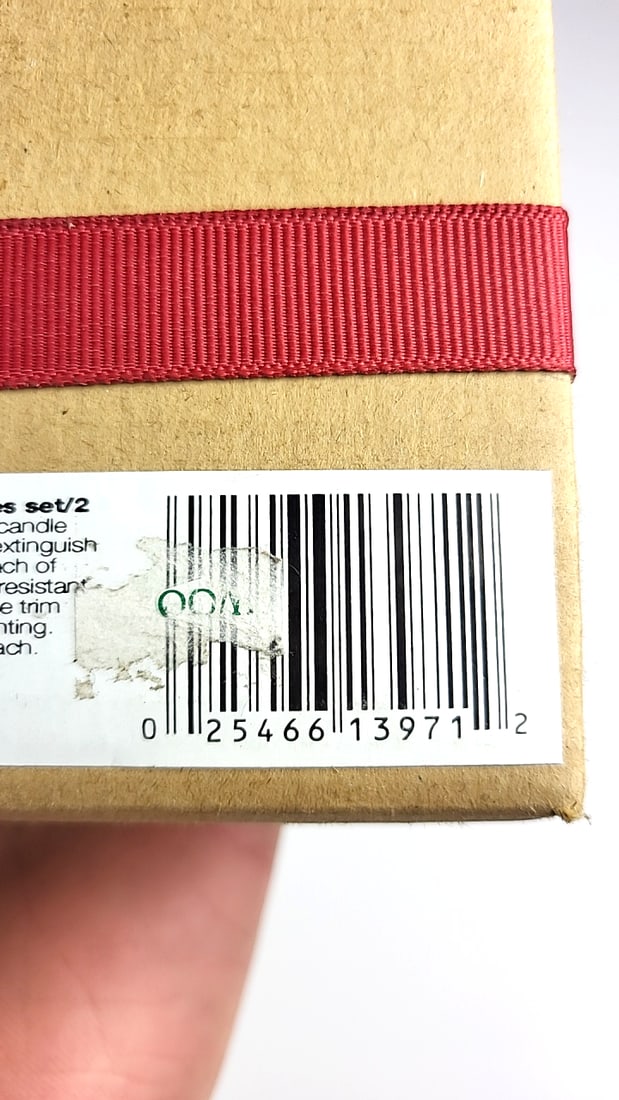 es set/2
candle
extinguish
ach of
resistant
e trim
nting.
ach.
0 25466 13971 2